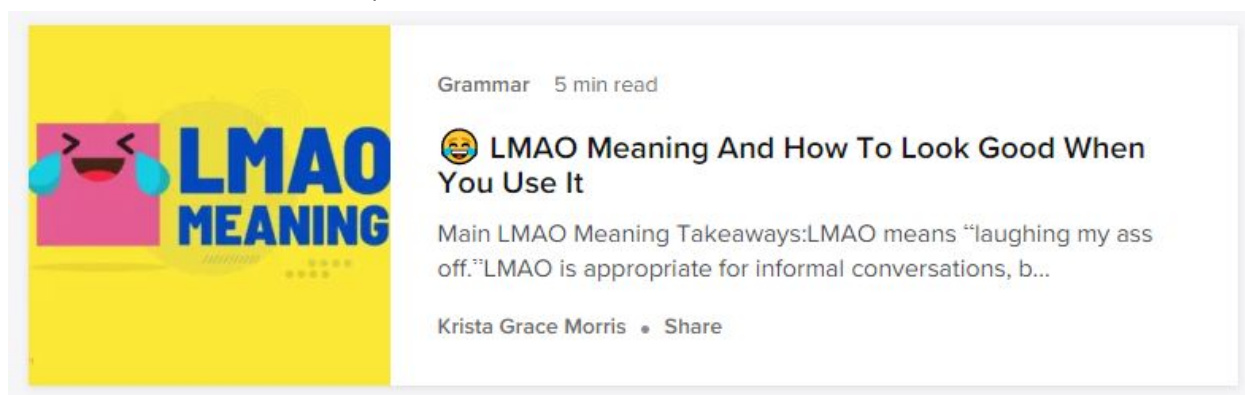 LMAO
MEANING
Grammar 5 min read
😂 LMAO Meaning And How To Look Good When
You Use It
Main LMAO Meaning Takeaways:LMAO means “laughing my ass
off.”LMAO is appropriate for informal conversations, b...
Krista Grace Morris • Share